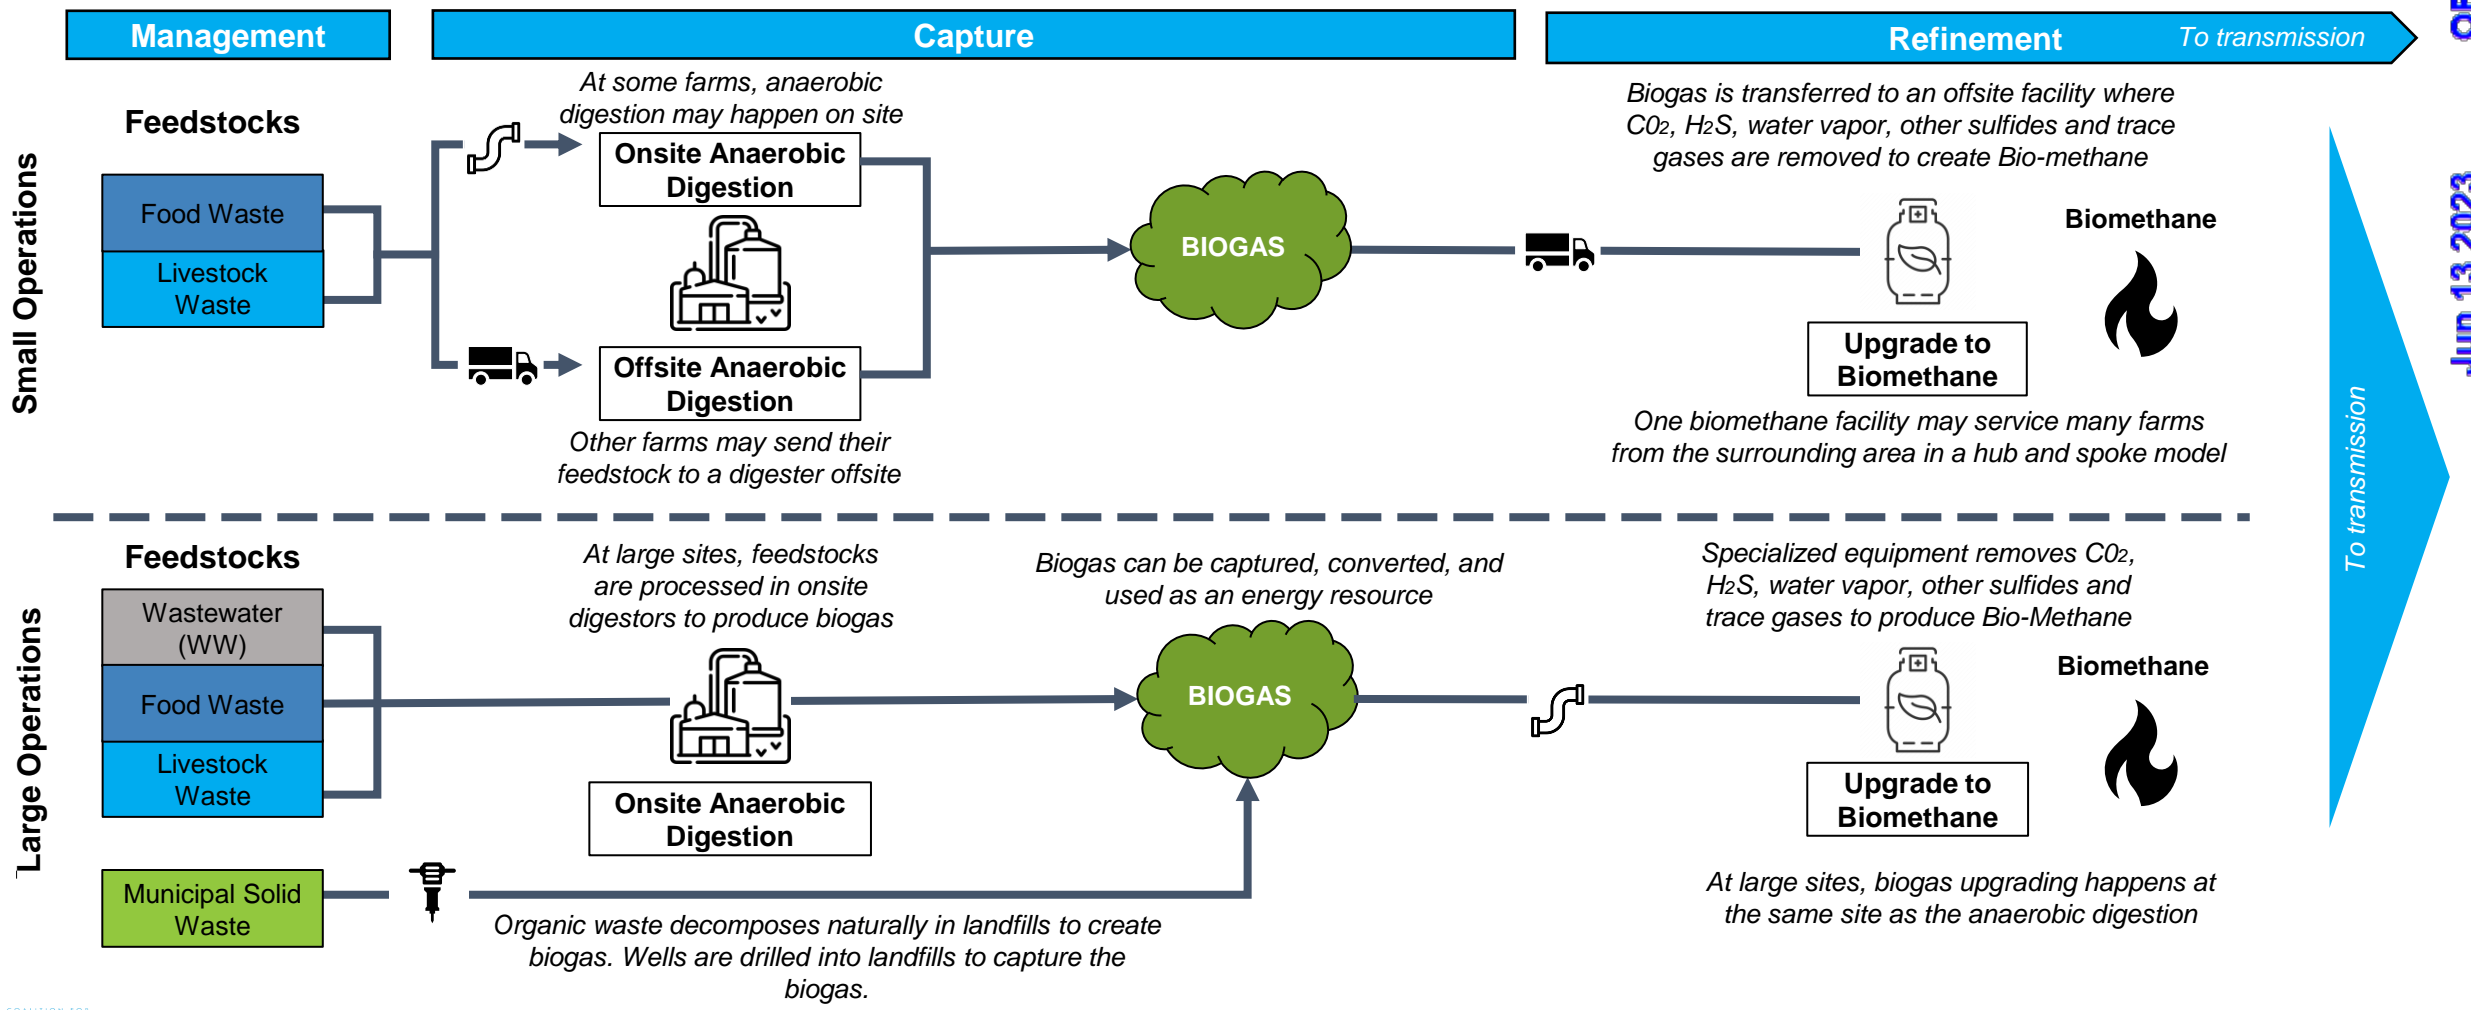 Management
Capture
Refinement
To transmission
Small Operations
Feedstocks
Food Waste
Livestock
Waste
At some farms, anaerobic
digestion may happen on site
Onsite Anaerobic
Digestion
Offsite Anaerobic
Digestion
Other farms may send their
feedstock to a digester offsite
BIOGAS
Biogas is transferred to an offsite facility where
C02, H2S, water vapor, other sulfides and trace
gases are removed to create Bio-methane
Biomethane
Upgrade to
Biomethane
One biomethane facility may service many farms
from the surrounding area in a hub and spoke model
To transmission
Jun 13 2023
Large Operations
Feedstocks
Wastewater
(WW)
Food Waste
Livestock
Waste
Municipal Solid
Waste
At large sites, feedstocks
are processed in onsite
digestors to produce biogas
Onsite Anaerobic
Digestion
Organic waste decomposes naturally in landfills to create
biogas. Wells are drilled into landfills to capture the
biogas.
Biogas can be captured, converted, and
used as an energy resource
BIOGAS
Specialized equipment removes C02,
H2S, water vapor, other sulfides and
trace gases to produce Bio-Methane
Biomethane
Upgrade to
Biomethane
At large sites, biogas upgrading happens at
the same site as the anaerobic digestion